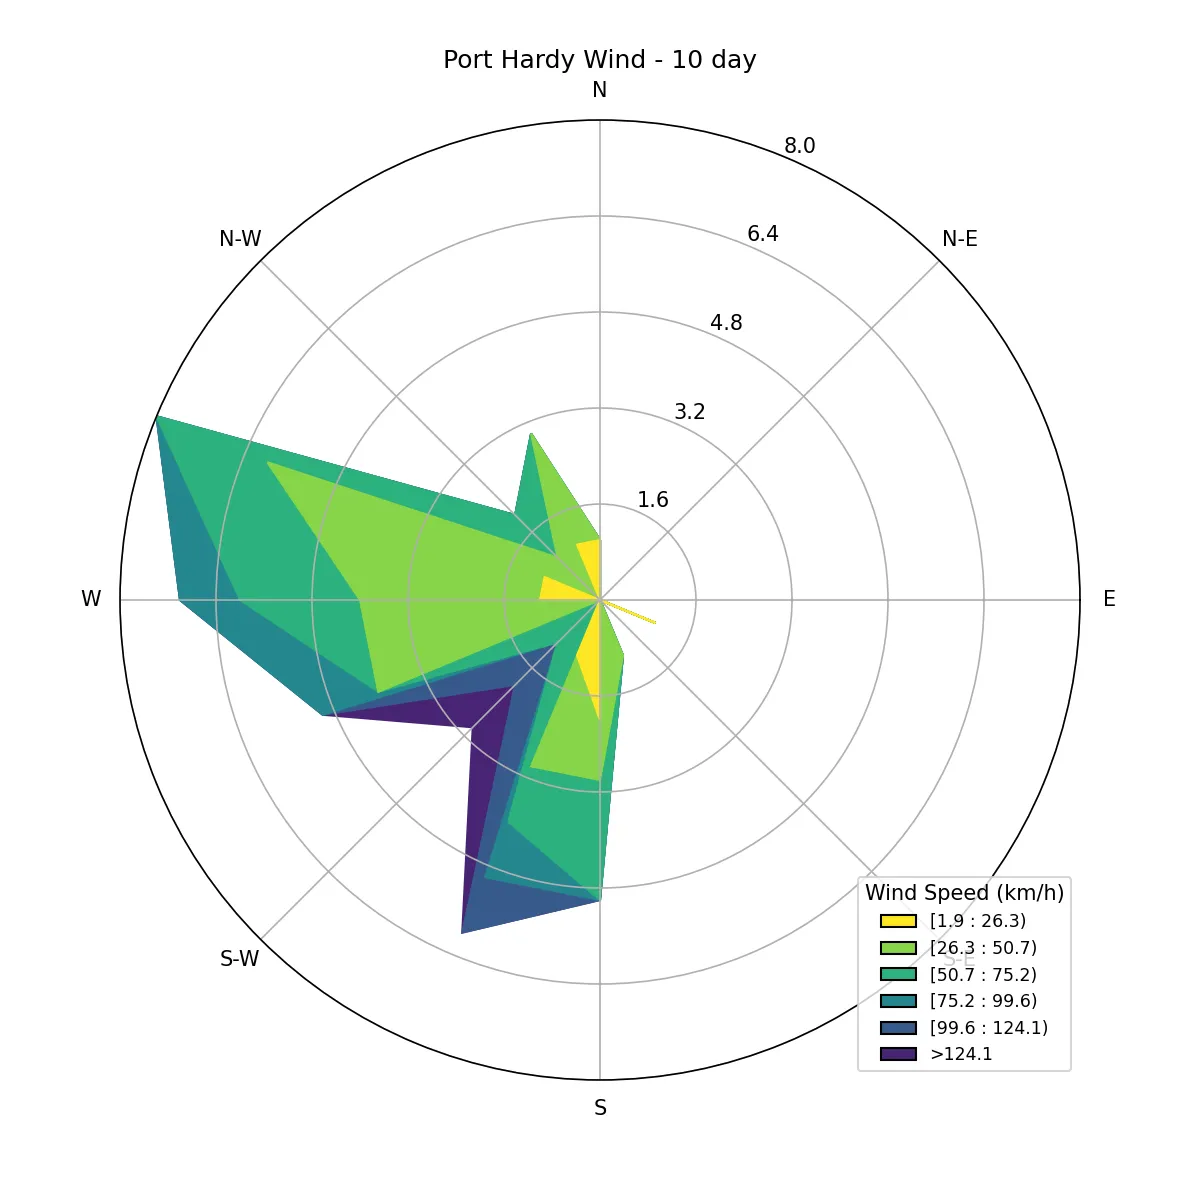 Port Hardy Wind - 10 day
N
8.0
N-W
6.4
N-E
4.8
3.2
1.6
W
E
Wind Speed (km/h)
[1.9 : 26.3)
[26.3 : 50.7)
S-W
S-E
[50.7 : 75.2)
[75.2 : 99.6)
[99.6 : 124.1)
>124.1
S